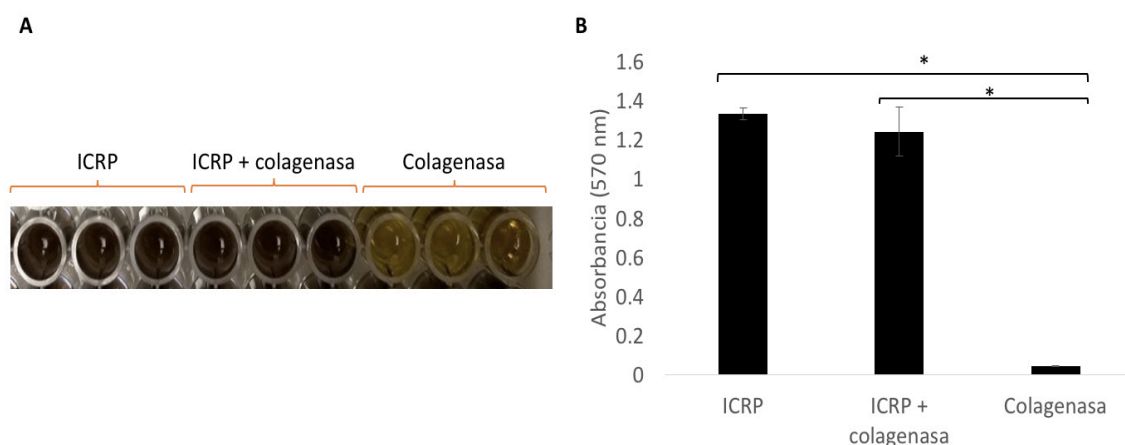 A
ICRP
ICRP + colagenasa
Colagenasa
B
Absorbancia (570 nm)
1.6
1.4
1.2
1
0.8
0.6
0.4
0.2
0
*
*
ICRP
ICRP +
colagenasa
Colagenasa